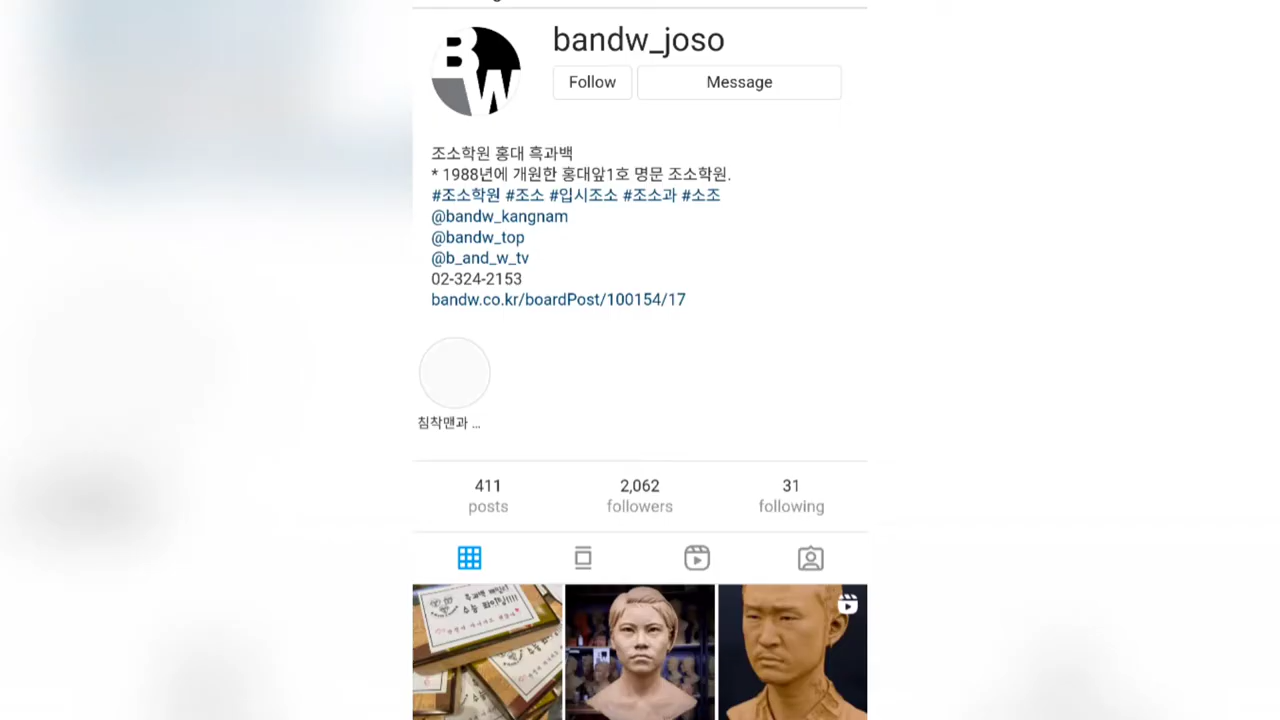 bandw_joso
B
W
Follow
Message
조소학원 홍대 흑과백
* 1988년에 개원한 홍대앞1호 명문 조소학원.
#조소학원 #조소 #입시조소 #조소과 #소조
@bandw_kangnam
@bandw_top
@b_and_w_tv
02-324-2153
bandw.co.kr/boardPost/100154/17
침착맨과 ...
411
posts
2,062
followers
31
following